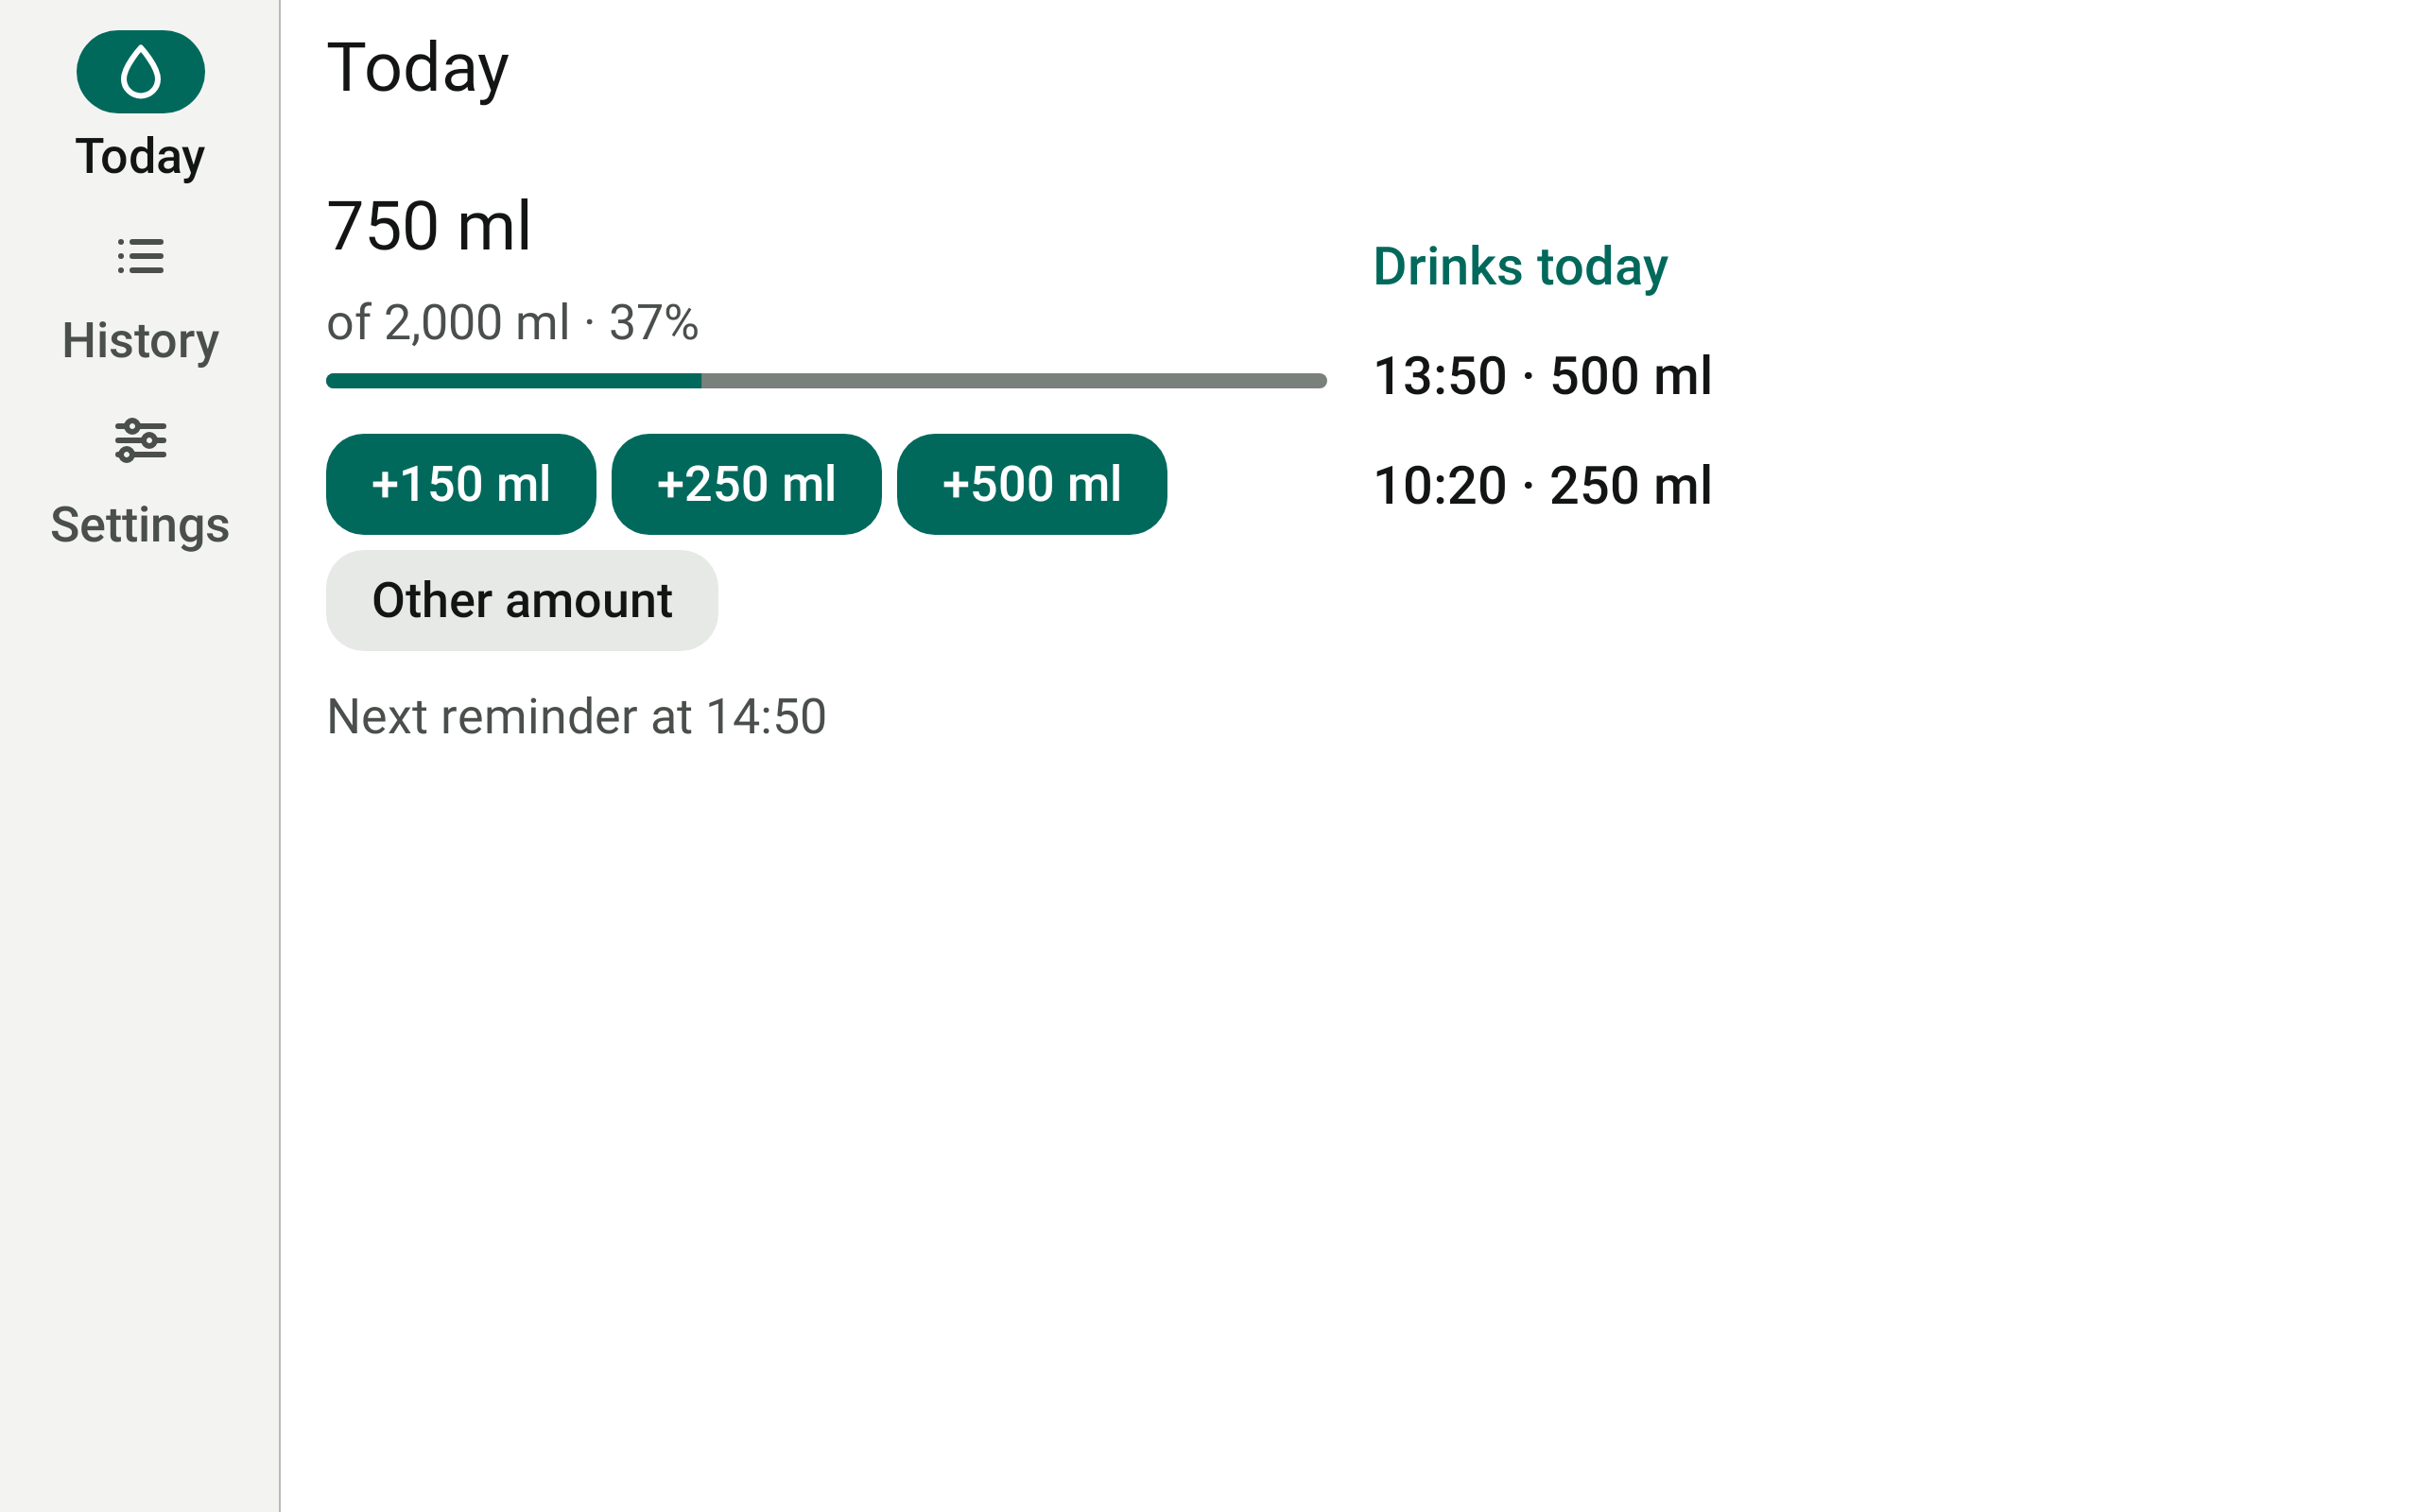 Today
History
Settings
Today
750 ml
of 2,000 ml · 37%
+150 ml
+250 ml
+500 ml
Other amount
Next reminder at 14:50
Drinks today
13:50 · 500 ml
10:20 · 250 ml